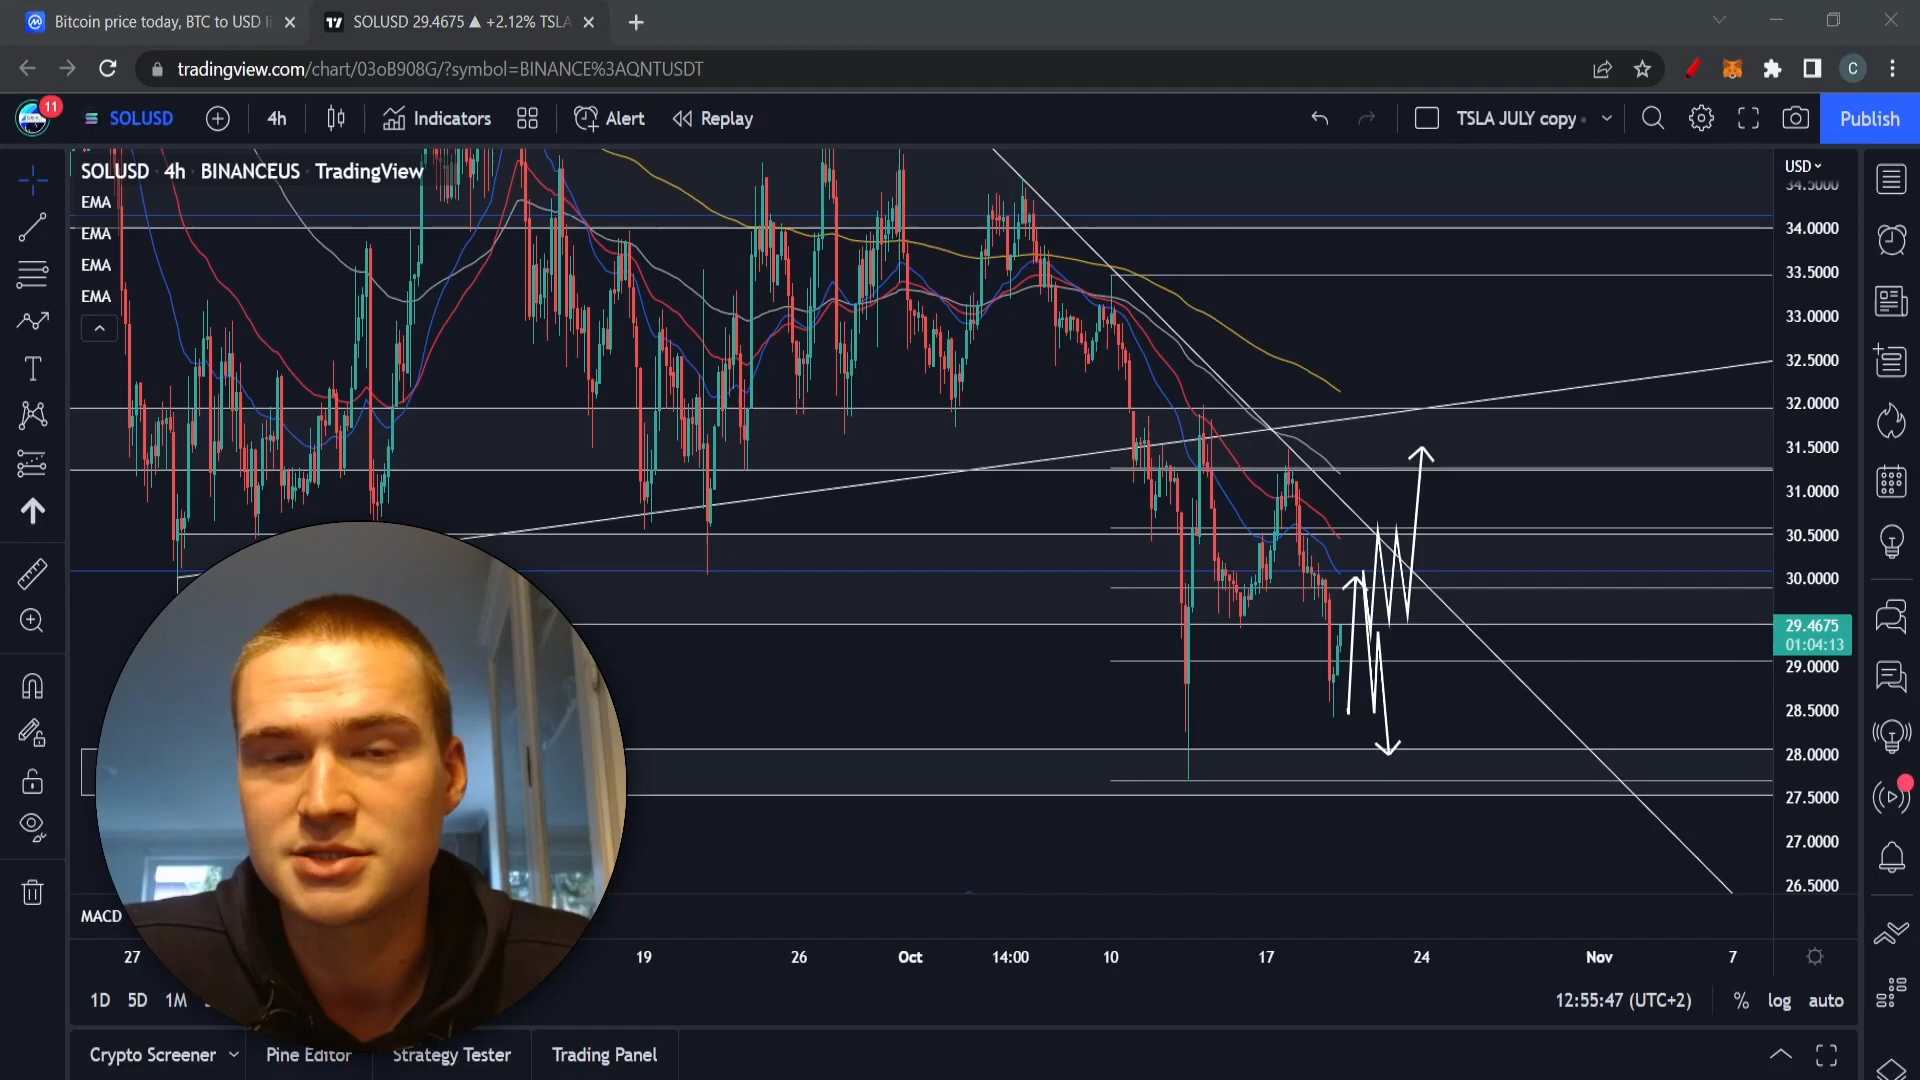 Bitcoin price today, BTC to USD li
SOLUSD 29.4675 ▲ +2.12% TSLA
tradingview.com/chart/03oB908G/?symbol=BINANCE%3AQNTUSDT
C
11
SOLUSD
4h
Indicators
Alert
Replay
TSLA JULY copy
Publish
SOLUSD 4h BINANCEUS TradingView
USD
34.5000
EMA
EMA
EMA
EMA
34.0000
33.5000
33.0000
32.5000
32.0000
31.5000
31.0000
30.5000
30.0000
29.4675
01:04:13
29.0000
28.5000
28.0000
27.5000
27.0000
26.5000
MACD
27 19 26 Oct 14:00 10 17 24 Nov 7
1D 5D 1M
12:55:47 (UTC+2) % log auto
Crypto Screener Pine Editor Strategy Tester Trading Panel